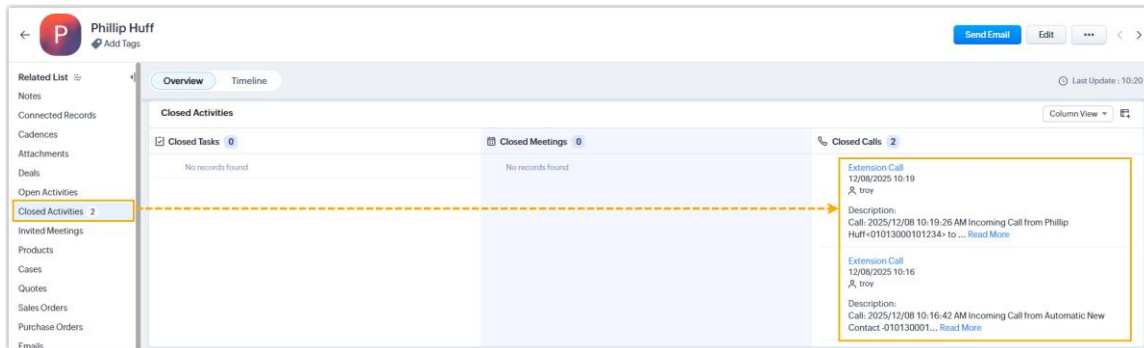 P
Phillip Huff
Add Tags
Send Email
Edit
Related List
Notes
Connected Records
Cadences
Attachments
Deals
Open Activities
Closed Activities 2
Invited Meetings
Products
Cases
Quotes
Sales Orders
Purchase Orders
Emails
Overview
Timeline
Last Update : 10:20
Closed Activities
Column View
Closed Tasks 0
No records found
Closed Meetings 0
No records found
Closed Calls 2
Extension Call
12/08/2025 10:19
troy
Description:
Call: 2025/12/08 10:19:26 AM Incoming Call from Phillip
Huff<01013000101234> to ... Read More
Extension Call
12/08/2025 10:16
troy
Description:
Call: 2025/12/08 10:16:42 AM Incoming Call from Automatic New
Contact -010130001... Read More